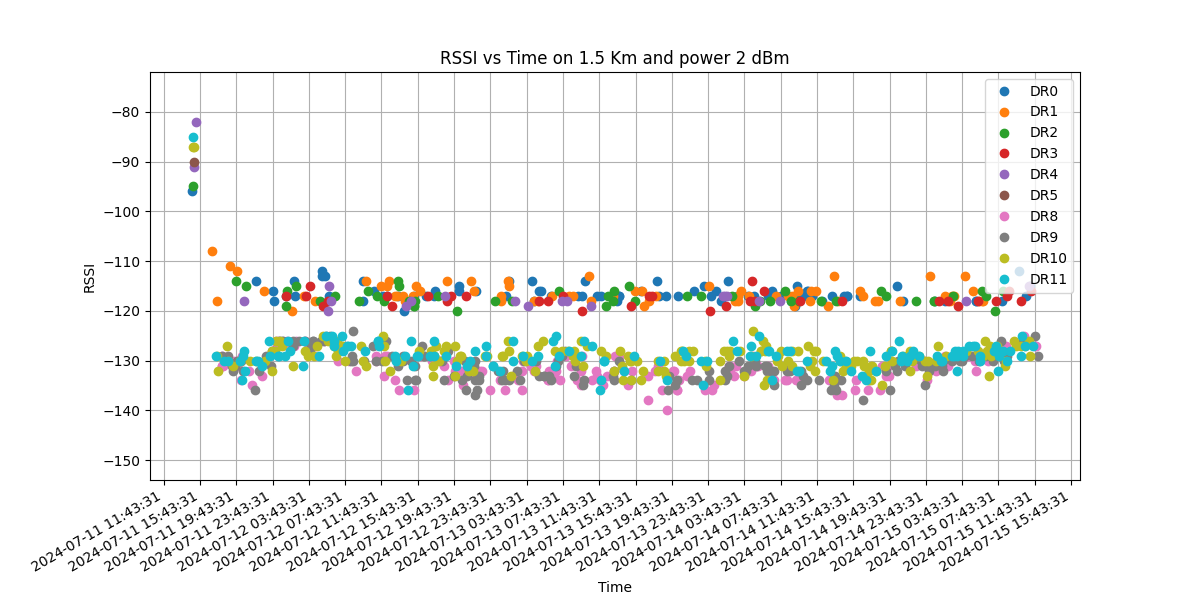 RSSI vs Time on 1.5 Km and power 2 dBm
RSSI
−80
−90
−100
−110
−120
−130
−140
−150
DR0
DR1
DR2
DR3
DR4
DR5
DR8
DR9
DR10
DR11
2024-07-11 11:43:31
2024-07-11 15:43:31
2024-07-11 19:43:31
2024-07-11 23:43:31
2024-07-12 03:43:31
2024-07-12 07:43:31
2024-07-12 11:43:31
2024-07-12 15:43:31
2024-07-12 19:43:31
2024-07-12 23:43:31
2024-07-13 03:43:31
2024-07-13 07:43:31
2024-07-13 11:43:31
2024-07-13 15:43:31
2024-07-13 19:43:31
2024-07-13 23:43:31
2024-07-14 03:43:31
2024-07-14 07:43:31
2024-07-14 11:43:31
2024-07-14 15:43:31
2024-07-14 19:43:31
2024-07-14 23:43:31
2024-07-15 03:43:31
2024-07-15 07:43:31
2024-07-15 11:43:31
2024-07-15 15:43:31
Time